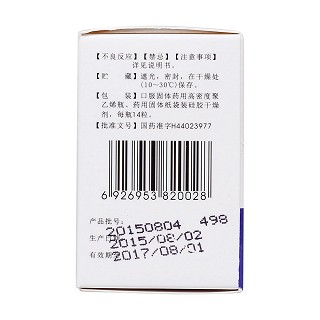 【不良反应】【禁忌】【注意事项】
详见说明书。
【贮 藏】遮光，密封，在干燥处
(10～30℃)保存。
【包 装】口服固体药用高密度聚
乙烯瓶、药用固体纸袋装硅胶干燥
剂，每瓶14粒。
【批准文号】国药准字H44023977
6 926953 820028
产品批号: 20150804 498
生产日期: 2015/08/02
有效期至: 2017/08/01